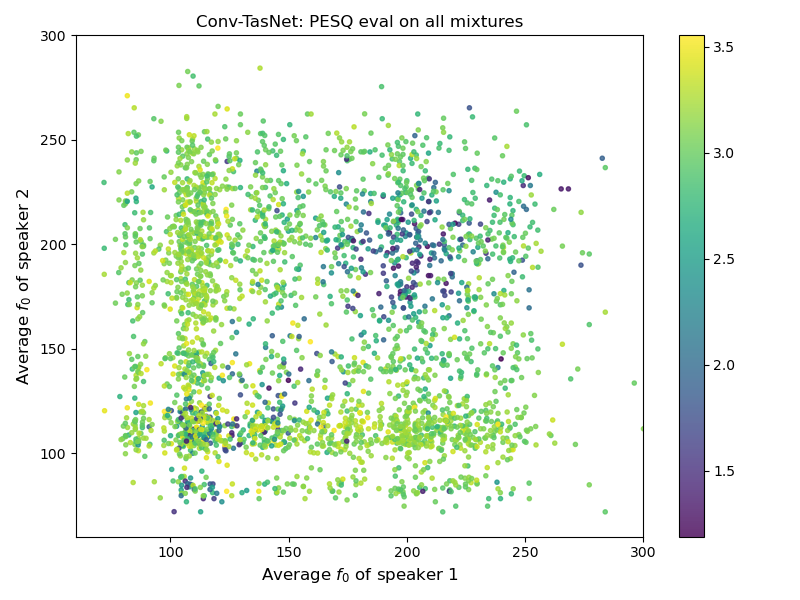 Conv-TasNet: PESQ eval on all mixtures
300
250
200
150
100
Average f0 of speaker 2
100 150 200 250 300
Average f0 of speaker 1
3.5
3.0
2.5
2.0
1.5